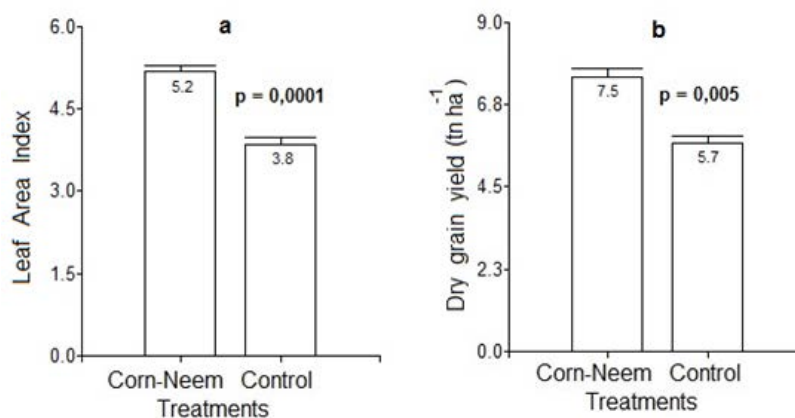 a
Leaf Area Index
6.0
4.5
3.0
1.5
0.0
5.2
p = 0,0001
3.8
Corn-Neem Control
Treatments
b
Dry grain yield (tn ha-1)
9.0
6.8
4.5
2.3
0.0
7.5
p = 0,005
5.7
Corn-Neem Control
Treatments